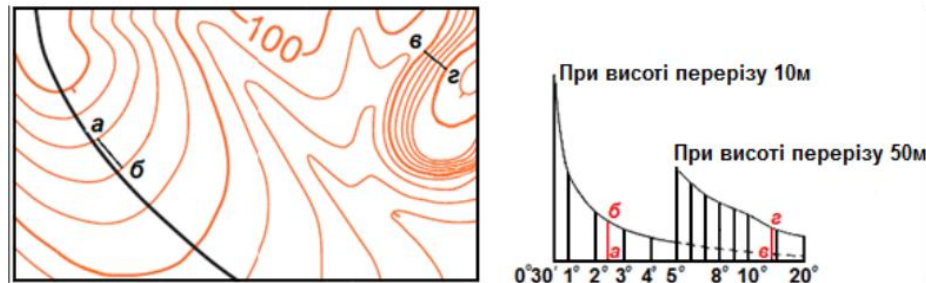 100
а
б
в
г
При висоті перерізу 10м
При висоті перерізу 50м
б
а
г
в
0°30′ 1° 2° 3° 4° 5° 8° 10° 20°